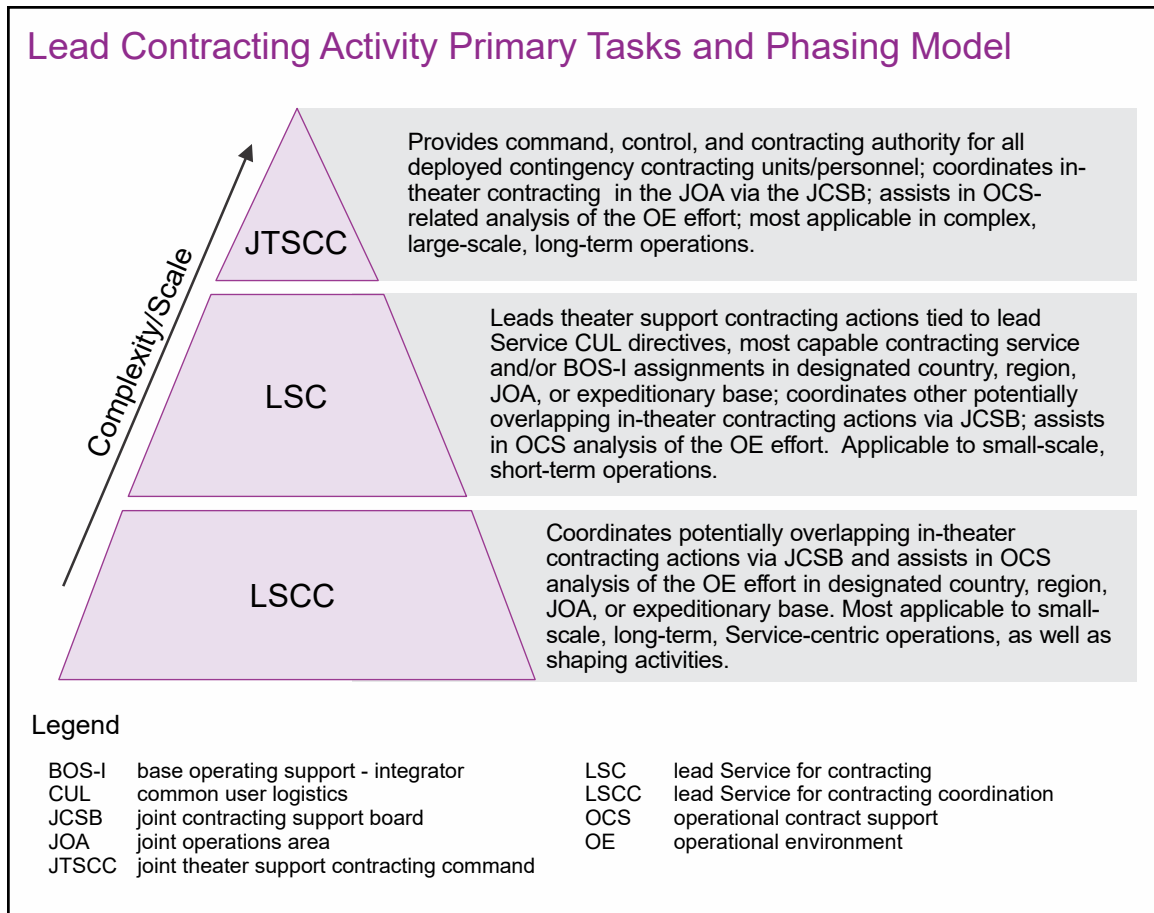 Lead Contracting Activity Primary Tasks and Phasing Model
Complexity/Scale
JTSCC
Provides command, control, and contracting authority for all
deployed contingency contracting units/personnel; coordinates in-
theater contracting in the JOA via the JCSB; assists in OCS-
related analysis of the OE effort; most applicable in complex,
large-scale, long-term operations.
LSC
Leads theater support contracting actions tied to lead
Service CUL directives, most capable contracting service
and/or BOS-I assignments in designated country, region,
JOA, or expeditionary base; coordinates other potentially
overlapping in-theater contracting actions via JCSB; assists
in OCS analysis of the OE effort. Applicable to small-scale,
short-term operations.
LSCC
Coordinates potentially overlapping in-theater
contracting actions via JCSB and assists in OCS
analysis of the OE effort in designated country, region,
JOA, or expeditionary base. Most applicable to small-
scale, long-term, Service-centric operations, as well as
shaping activities.
Legend
BOS-I base operating support - integrator
CUL common user logistics
JCSB joint contracting support board
JOA joint operations area
JTSCC joint theater support contracting command
LSC lead Service for contracting
LSCC lead Service for contracting coordination
OCS operational contract support
OE operational environment